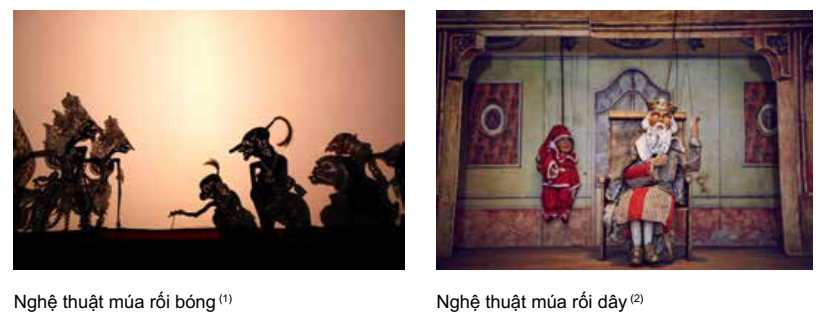 Nghệ thuật múa rối bóng (1)
Nghệ thuật múa rối dây (2)